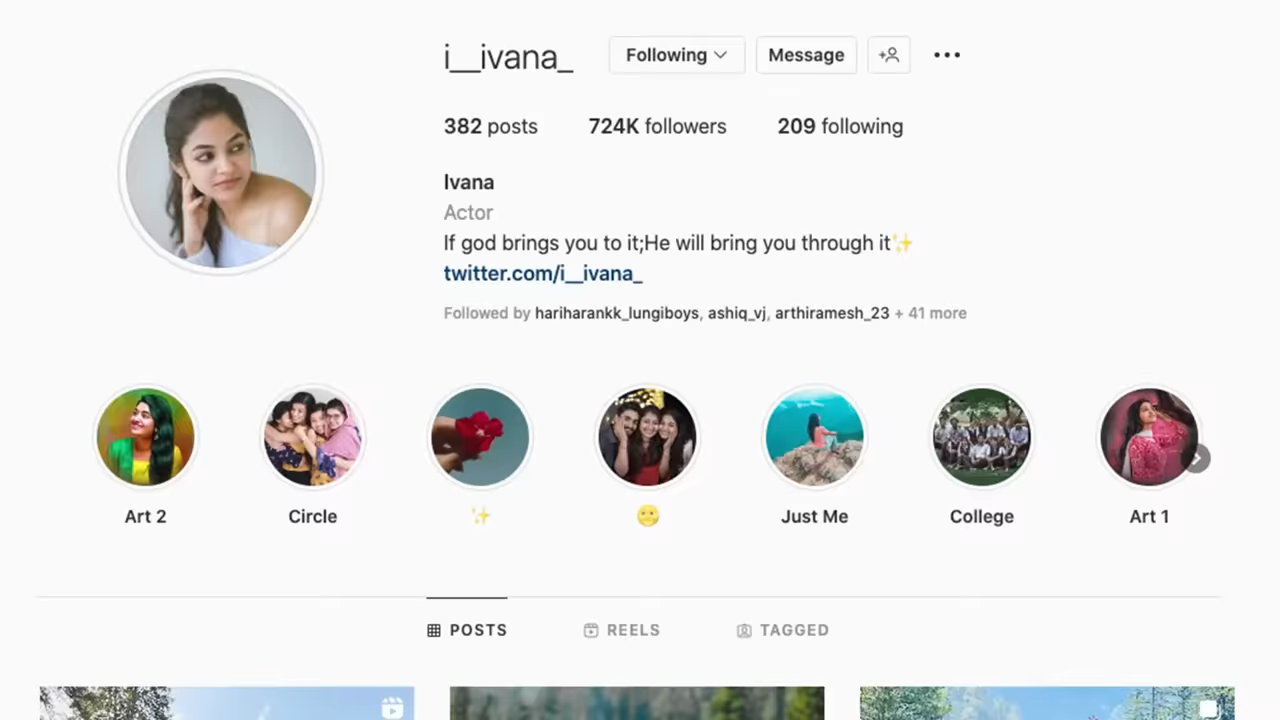 i__ivana_ Following Message
382 posts 724K followers 209 following
Ivana
Actor
If god brings you to it;He will bring you through it✨
twitter.com/i__ivana_
Followed by hariharankk_lungiboys, ashiq_vj, arthiramesh_23 + 41 more
Art 2 Circle ✨ 🌝 Just Me College Art 1
POSTS REELS TAGGED